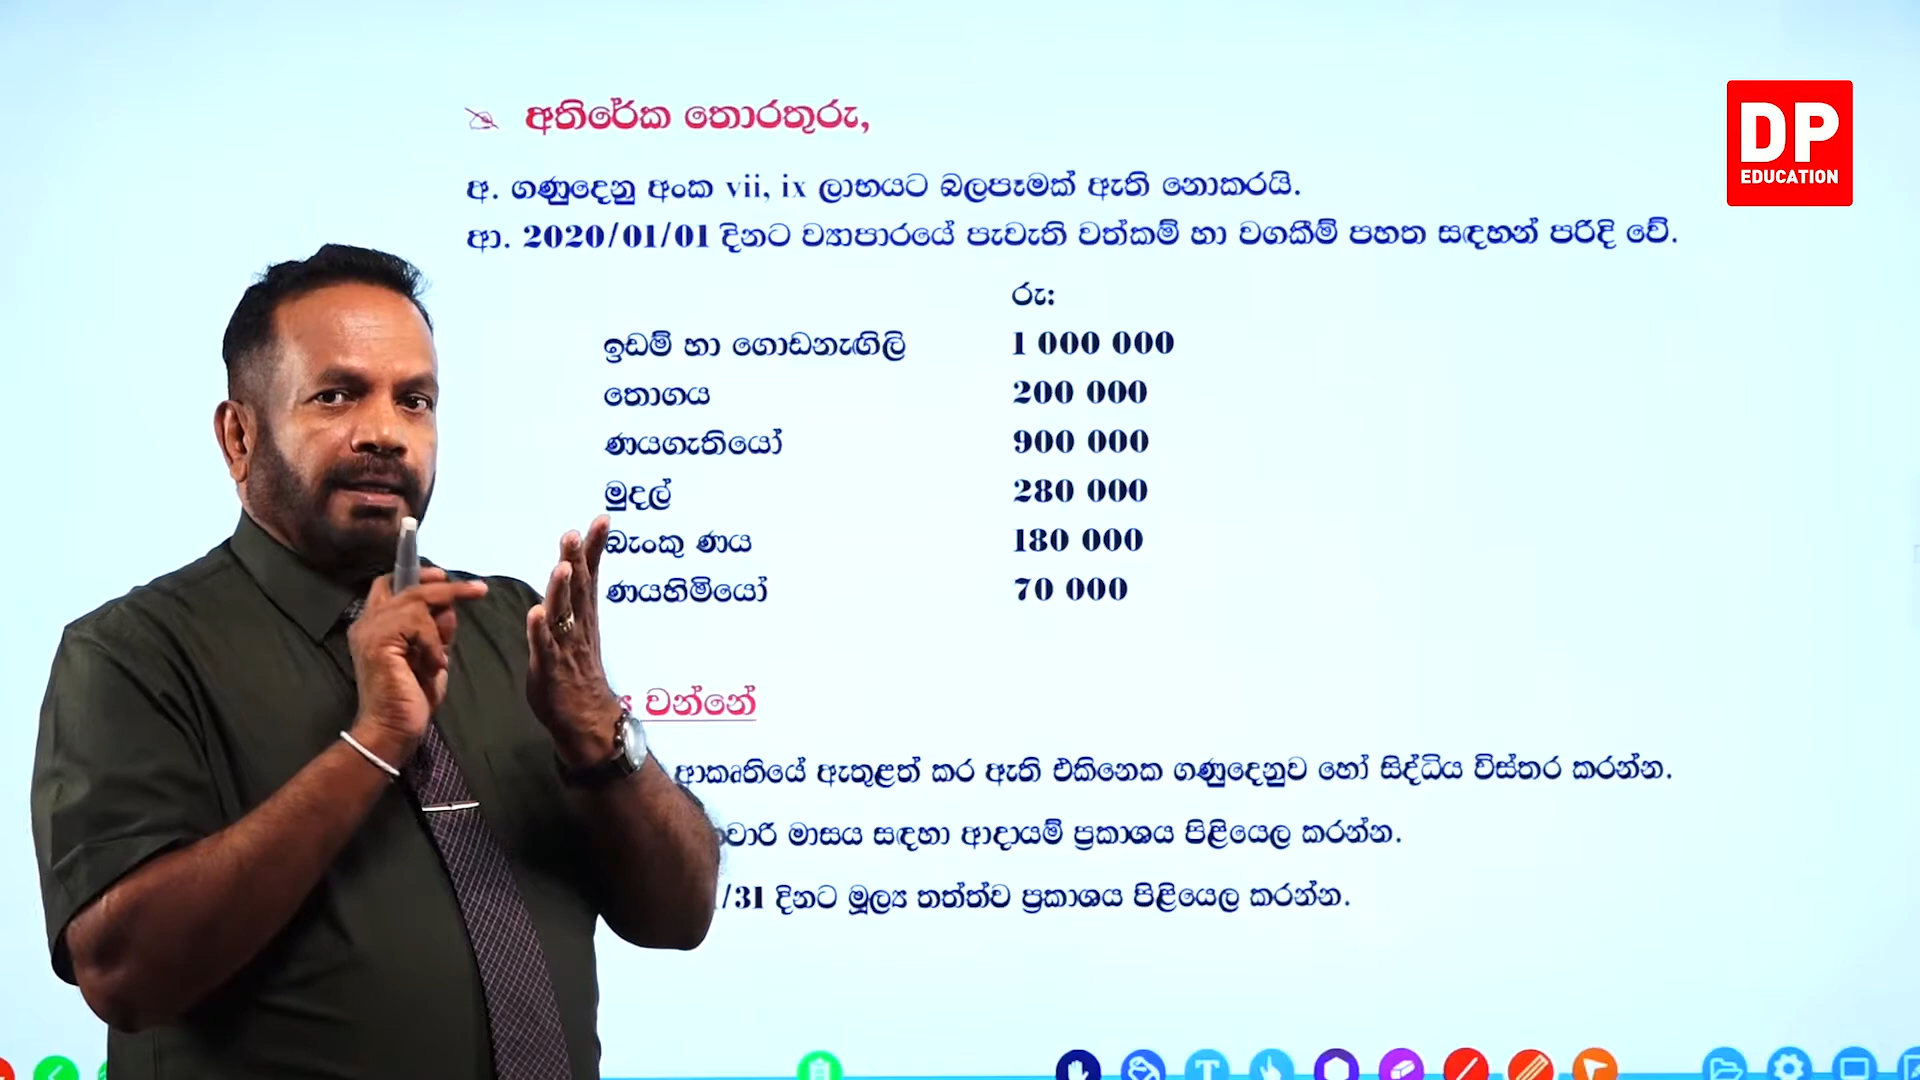 අතිරේක තොරතුරු,
DP
EDUCATION
අ. ගණුදෙනු අංක vii, ix ලාභයට බලපෑමක් ඇති නොකරයි.
ආ. 2020/01/01 දිනට ව්‍යාපාරයේ පැවැති වත්කම් හා වගකීම් පහත සඳහන් පරිදි වේ.
රු:
ඉඩම් හා ගොඩනැඟිලි 1 000 000
තොගය 200 000
ණයගැතියෝ 900 000
මුදල් 280 000
බැංකු ණය 180 000
ණයහිමියෝ 70 000
වන්නේ
ආකෘතියේ ඇතුළත් කර ඇති එකිනෙක ගණුදෙනුව හෝ සිද්ධිය විස්තර කරන්න.
මාසය සඳහා ආදායම් ප්‍රකාශය පිළියෙල කරන්න.
/31 දිනට මූල්‍ය තත්ත්ව ප්‍රකාශය පිළියෙල කරන්න.